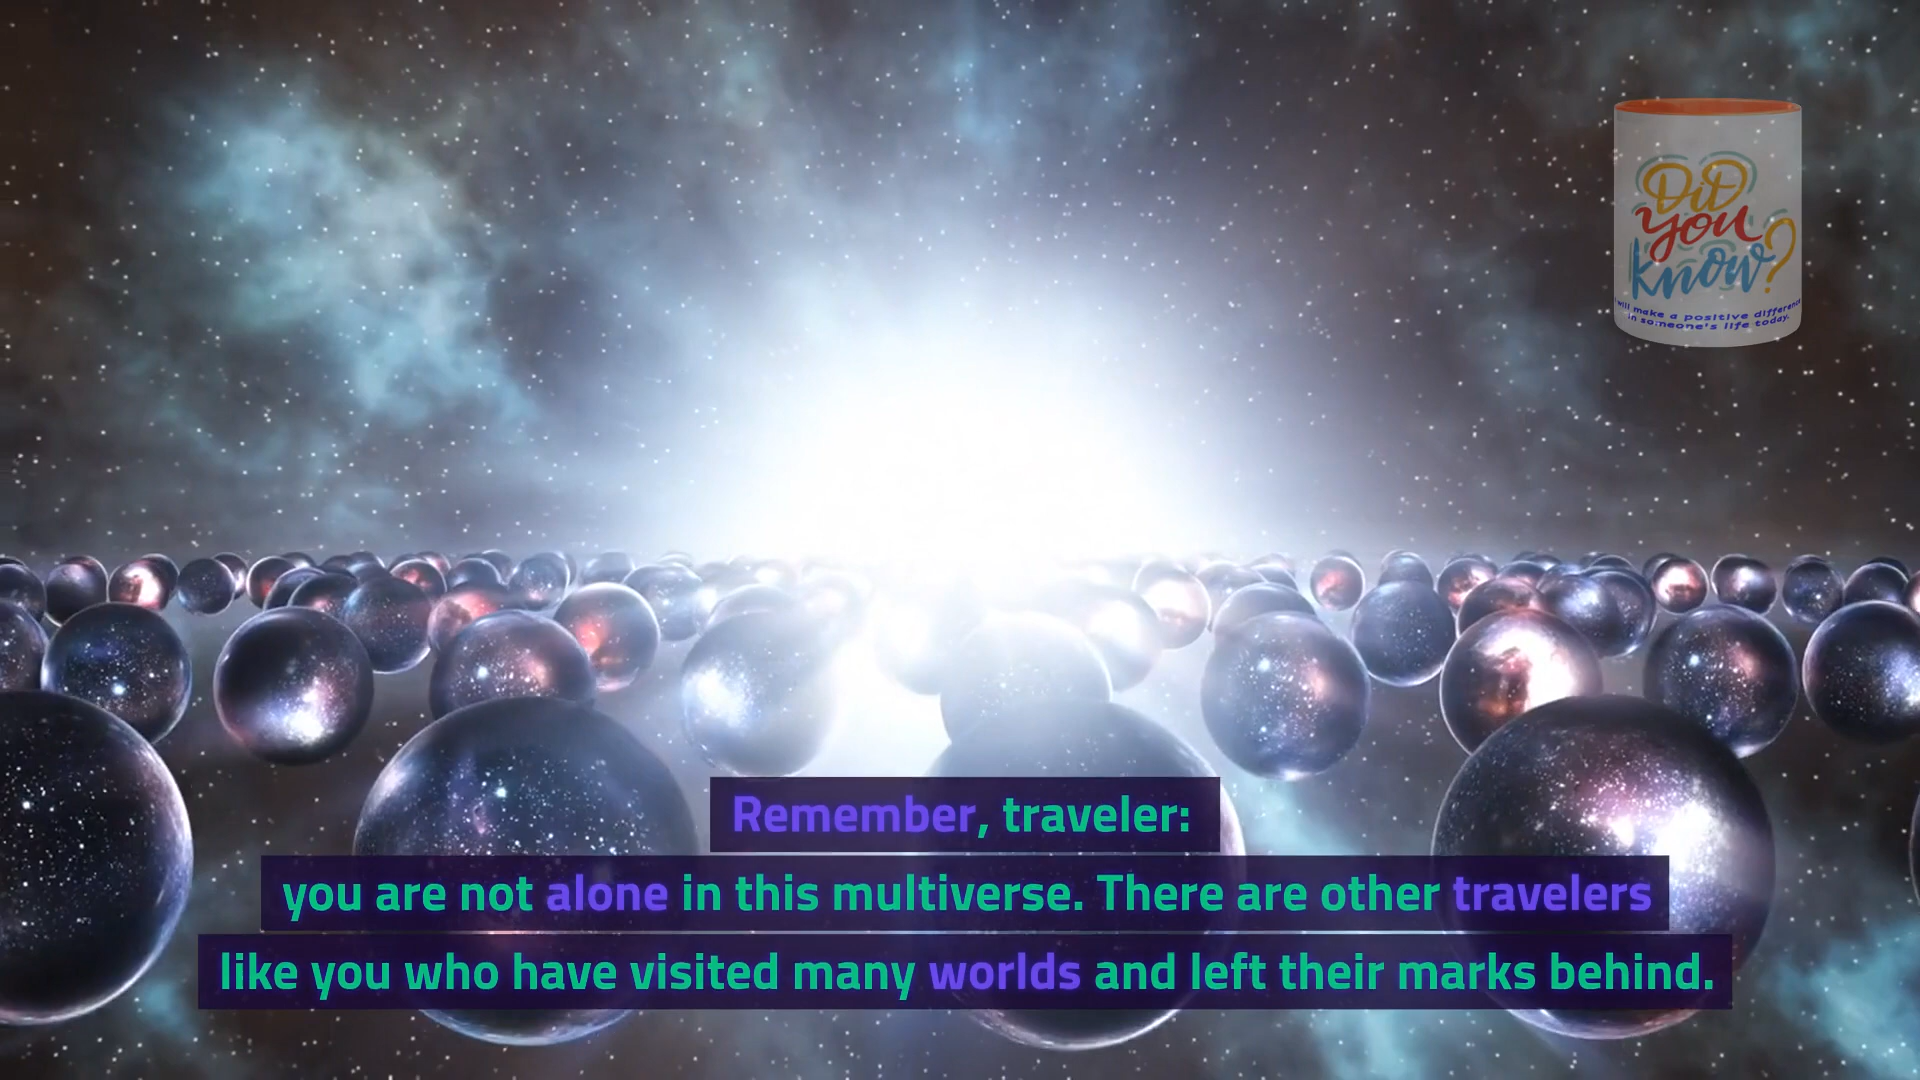 Did
you
know?
will make a positive difference
in someone's life today.
Remember, traveler:
you are not alone in this multiverse. There are other travelers
like you who have visited many worlds and left their marks behind.